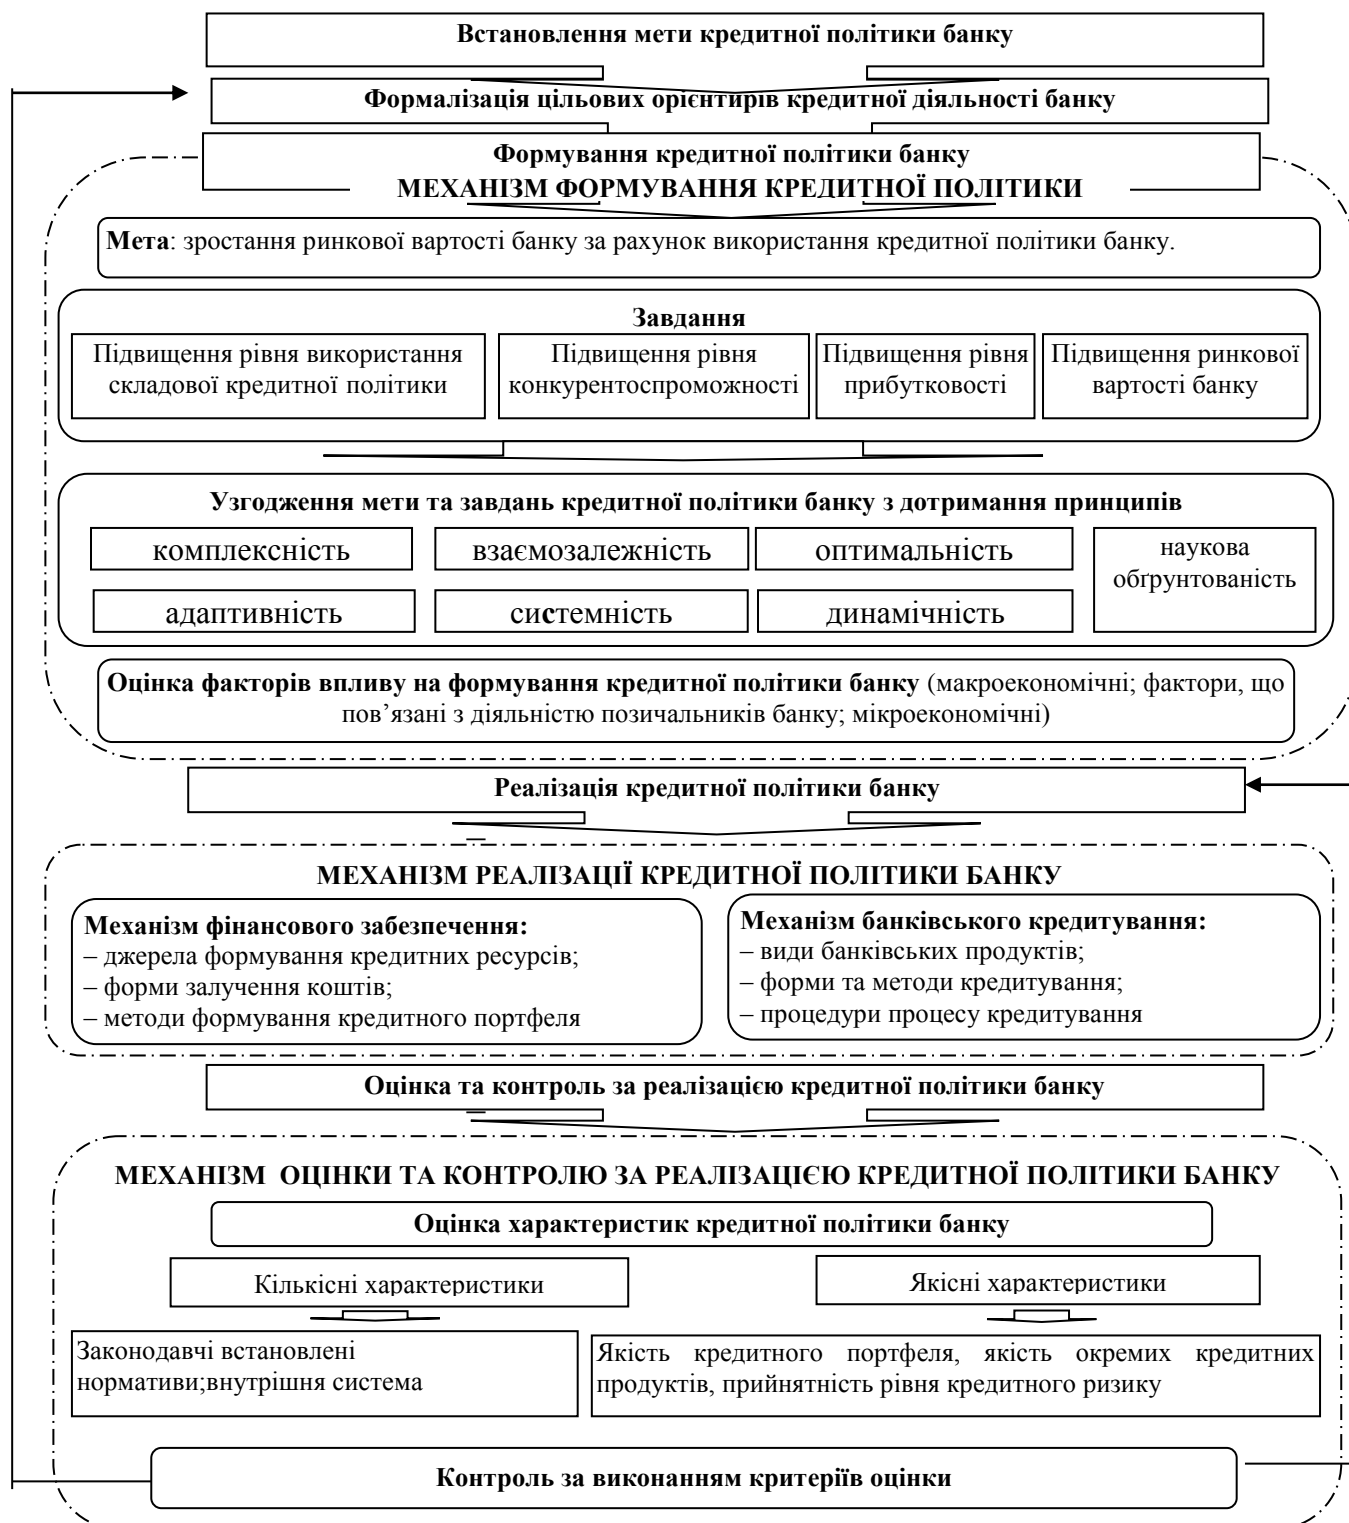 Встановлення мети кредитної політики банку
Формалізація цільових орієнтирів кредитної діяльності банку
Формування кредитної політики банку
МЕХАНІЗМ ФОРМУВАННЯ КРЕДИТНОЇ ПОЛІТИКИ
Мета: зростання ринкової вартості банку за рахунок використання кредитної політики банку.
Завдання
Підвищення рівня використання
складової кредитної політики
Підвищення рівня
конкурентоспроможності
Підвищення рівня
прибутковості
Підвищення ринкової
вартості банку
Узгодження мети та завдань кредитної політики банку з дотримання принципів
комплексність
взаємозалежність
оптимальність
наукова
обґрунтованість
адаптивність
системність
динамічність
Оцінка факторів впливу на формування кредитної політики банку (макроекономічні; фактори, що
пов’язані з діяльністю позичальників банку; мікроекономічні)
Реалізація кредитної політики банку
МЕХАНІЗМ РЕАЛІЗАЦІЇ КРЕДИТНОЇ ПОЛІТИКИ БАНКУ
Механізм фінансового забезпечення:
– джерела формування кредитних ресурсів;
– форми залучення коштів;
– методи формування кредитного портфеля
Механізм банківського кредитування:
– види банківських продуктів;
– форми та методи кредитування;
– процедури процесу кредитування
Оцінка та контроль за реалізацією кредитної політики банку
МЕХАНІЗМ ОЦІНКИ ТА КОНТРОЛЮ ЗА РЕАЛІЗАЦІЄЮ КРЕДИТНОЇ ПОЛІТИКИ БАНКУ
Оцінка характеристик кредитної політики банку
Кількісні характеристики
Якісні характеристики
Законодавчі встановлені
нормативи;внутрішня система
Якість кредитного портфеля, якість окремих кредитних
продуктів, прийнятність рівня кредитного ризику
Контроль за виконанням критеріїв оцінки